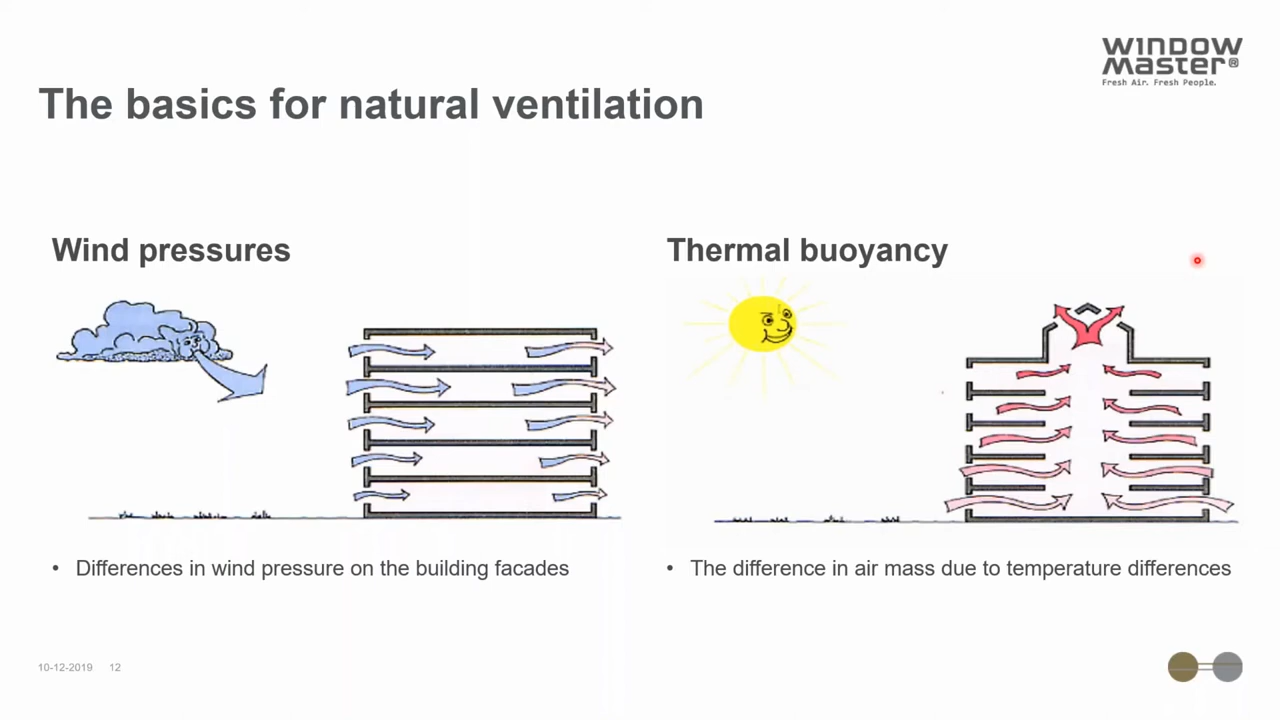 WINDOW
Master®
Fresh Air. Fresh People.
The basics for natural ventilation
Wind pressures
Thermal buoyancy
• Differences in wind pressure on the building facades
• The difference in air mass due to temperature differences
10-12-2019 12